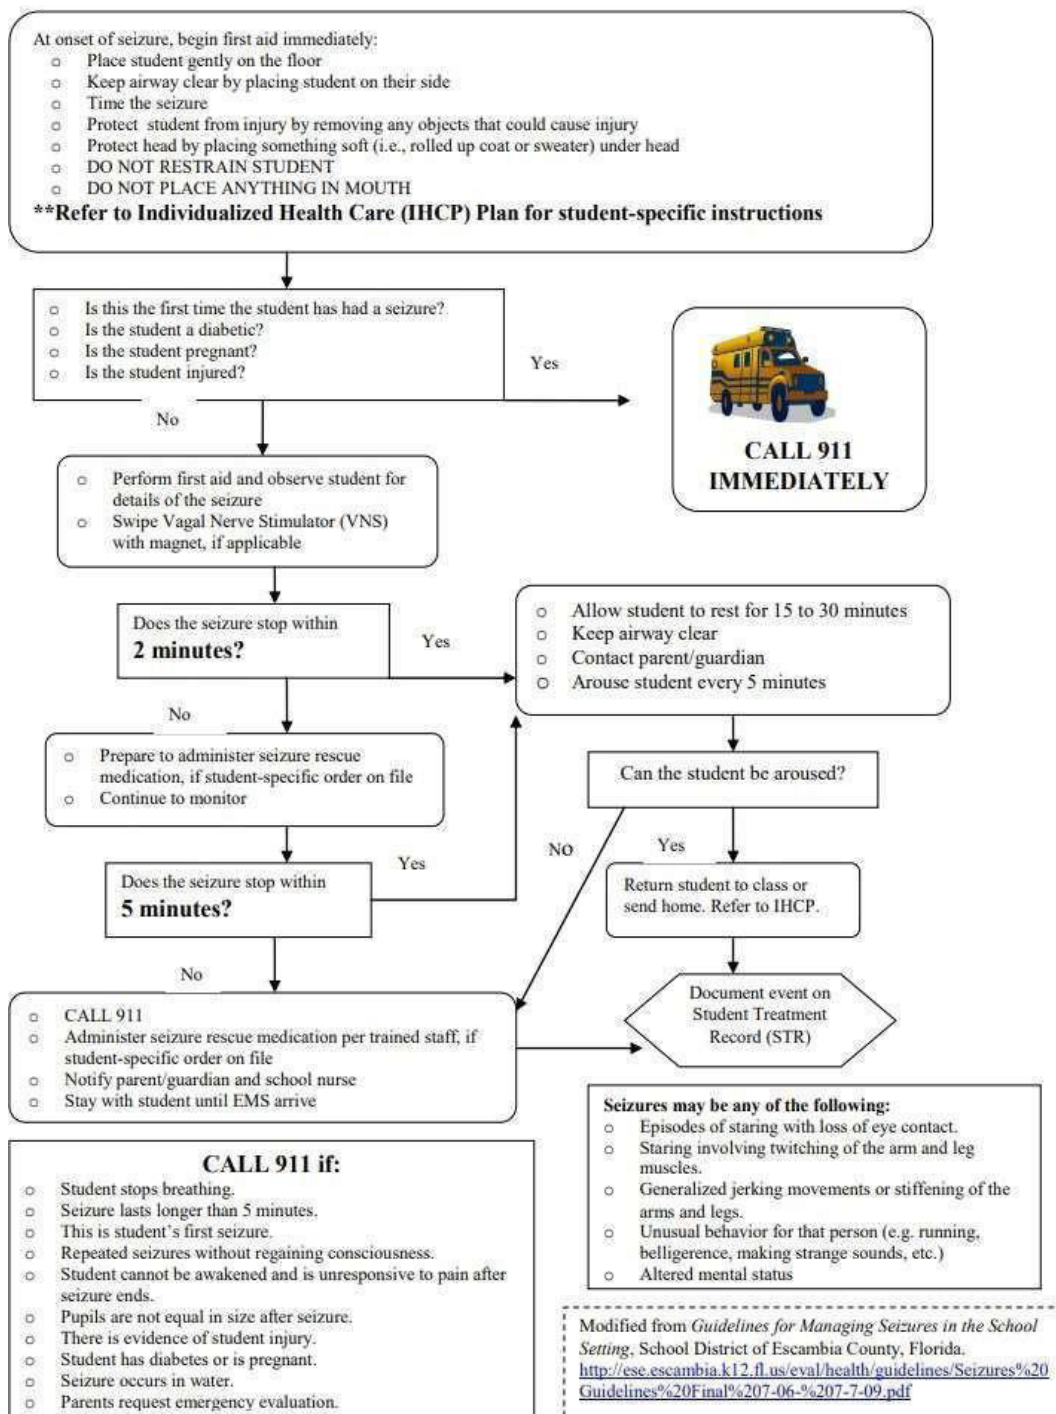 At onset of seizure, begin first aid immediately:
o Place student gently on the floor
o Keep airway clear by placing student on their side
o Time the seizure
o Protect student from injury by removing any objects that could cause injury
o Protect head by placing something soft (i.e., rolled up coat or sweater) under head
o DO NOT RESTRAIN STUDENT
o DO NOT PLACE ANYTHING IN MOUTH
**Refer to Individualized Health Care (IHCP) Plan for student-specific instructions
o Is this the first time the student has had a seizure?
o Is the student a diabetic?
o Is the student pregnant?
o Is the student injured?
Yes
CALL 911
IMMEDIATELY
No
o Perform first aid and observe student for
details of the seizure
o Swipe Vagal Nerve Stimulator (VNS)
with magnet, if applicable
Does the seizure stop within
2 minutes?
Yes
o Allow student to rest for 15 to 30 minutes
o Keep airway clear
o Contact parent/guardian
o Arouse student every 5 minutes
No
o Prepare to administer seizure rescue
medication, if student-specific order on file
o Continue to monitor
Can the student be aroused?
NO
Yes
Does the seizure stop within
5 minutes?
Yes
Return student to class or
send home. Refer to IHCP.
No
o CALL 911
o Administer seizure rescue medication per trained staff, if
student-specific order on file
o Notify parent/guardian and school nurse
o Stay with student until EMS arrive
Document event on
Student Treatment
Record (STR)
CALL 911 if:
o Student stops breathing.
o Seizure lasts longer than 5 minutes.
o This is student's first seizure.
o Repeated seizures without regaining consciousness.
o Student cannot be awakened and is unresponsive to pain after
seizure ends.
o Pupils are not equal in size after seizure.
o There is evidence of student injury.
o Student has diabetes or is pregnant.
o Seizure occurs in water.
o Parents request emergency evaluation.
Seizures may be any of the following:
o Episodes of staring with loss of eye contact.
o Staring involving twitching of the arm and leg
muscles.
o Generalized jerking movements or stiffening of the
arms and legs.
o Unusual behavior for that person (e.g. running,
belligerence, making strange sounds, etc.)
o Altered mental status
Modified from Guidelines for Managing Seizures in the School
Setting, School District of Escambia County, Florida.
http://ese.escambia.k12.fl.us/eval/health/guidelines/Seizures%20
Guidelines%20Final%207-06-%207-7-09.pdf